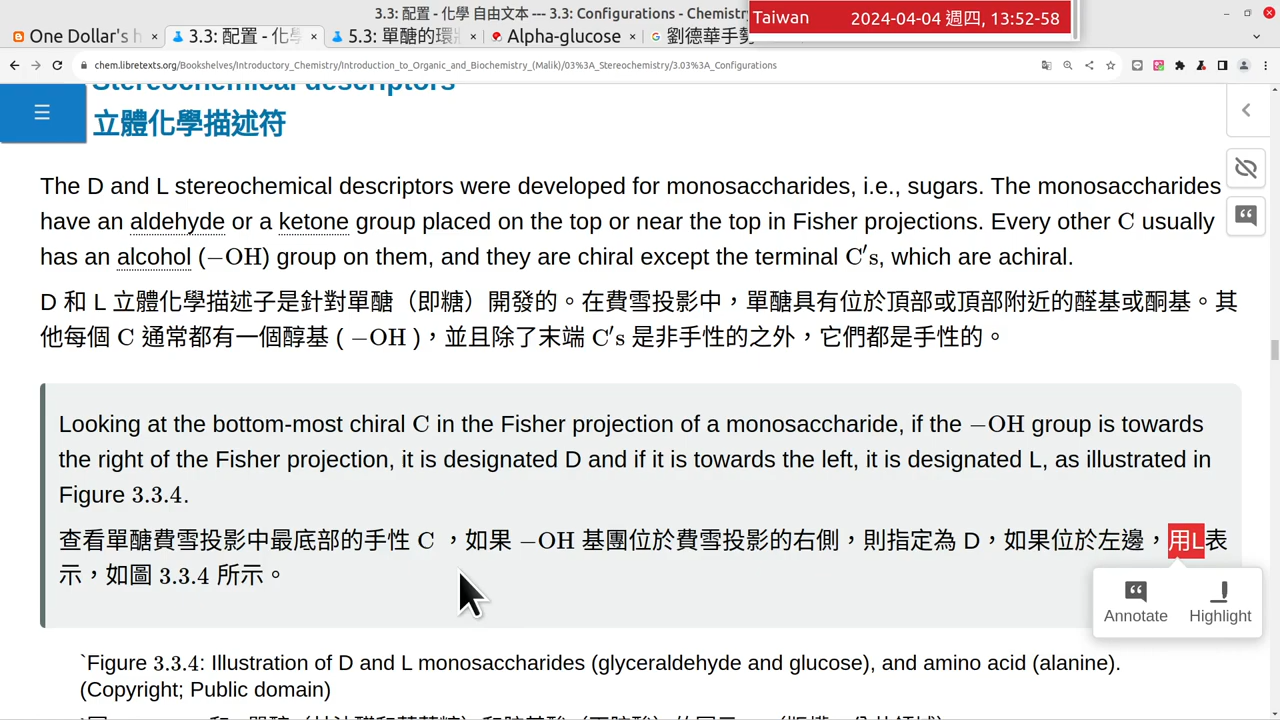 3.3: 配置 - 化學 自由文本 --- 3.3: Configurations - Chemistr
Taiwan 2024-04-04 週四, 13:52-58
One Dollar's h 3.3: 配置 - 化學 5.3: 單醣的環狀 Alpha-glucose 劉德華手勢
chem.libretexts.org/Bookshelves/Introductory_Chemistry/Introduction_to_Organic_and_Biochemistry_(Malik)/03%3A_Stereochemistry/3.03%3A_Configurations
Stereochemical descriptors
立體化學描述符
The D and L stereochemical descriptors were developed for monosaccharides, i.e., sugars. The monosaccharides
have an aldehyde or a ketone group placed on the top or near the top in Fisher projections. Every other C usually
has an alcohol (−OH) group on them, and they are chiral except the terminal C′s, which are achiral.
D 和 L 立體化學描述子是針對單醣（即糖）開發的。在費雪投影中，單醣具有位於頂部或頂部附近的醛基或酮基。其
他每個 C 通常都有一個醇基 ( −OH )，並且除了末端 C′s 是非手性的之外，它們都是手性的。
Looking at the bottom-most chiral C in the Fisher projection of a monosaccharide, if the −OH group is towards
the right of the Fisher projection, it is designated D and if it is towards the left, it is designated L, as illustrated in
Figure 3.3.4.
查看單醣費雪投影中最底部的手性 C ，如果 −OH 基團位於費雪投影的右側，則指定為 D，如果位於左邊，用L表
示，如圖 3.3.4 所示。
Annotate Highlight
`Figure 3.3.4: Illustration of D and L monosaccharides (glyceraldehyde and glucose), and amino acid (alanine).
(Copyright; Public domain)